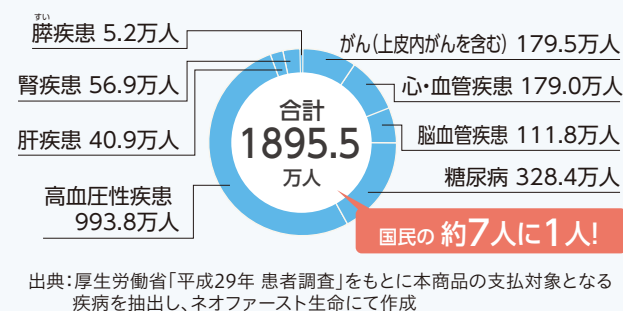 すい
膵疾患 5.2万人
腎疾患 56.9万人
肝疾患 40.9万人
高血圧性疾患
993.8万人
合計
1895.5
万人
がん(上皮内がんを含む) 179.5万人
心・血管疾患 179.0万人
脳血管疾患 111.8万人
糖尿病 328.4万人
国民の 約7人に1人!
出典:厚生労働省「平成29年 患者調査」をもとに本商品の支払対象となる
疾病を抽出し、ネオファースト生命にて作成